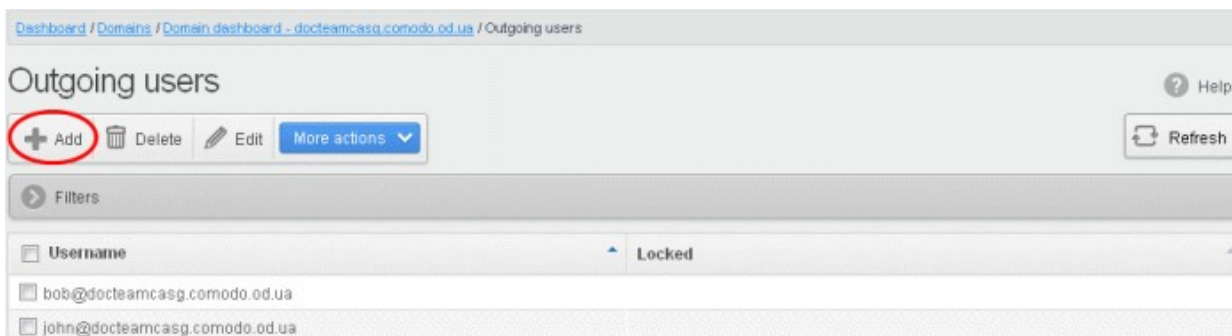 Dashboard / Domains / Domain dashboard - docteamcasg.comodo.od.ua / Outgoing users
Outgoing users
Help
Add Delete Edit More actions
Refresh
Filters
Username Locked
bob@docteamcasg.comodo.od.ua
john@docteamcasg.comodo.od.ua